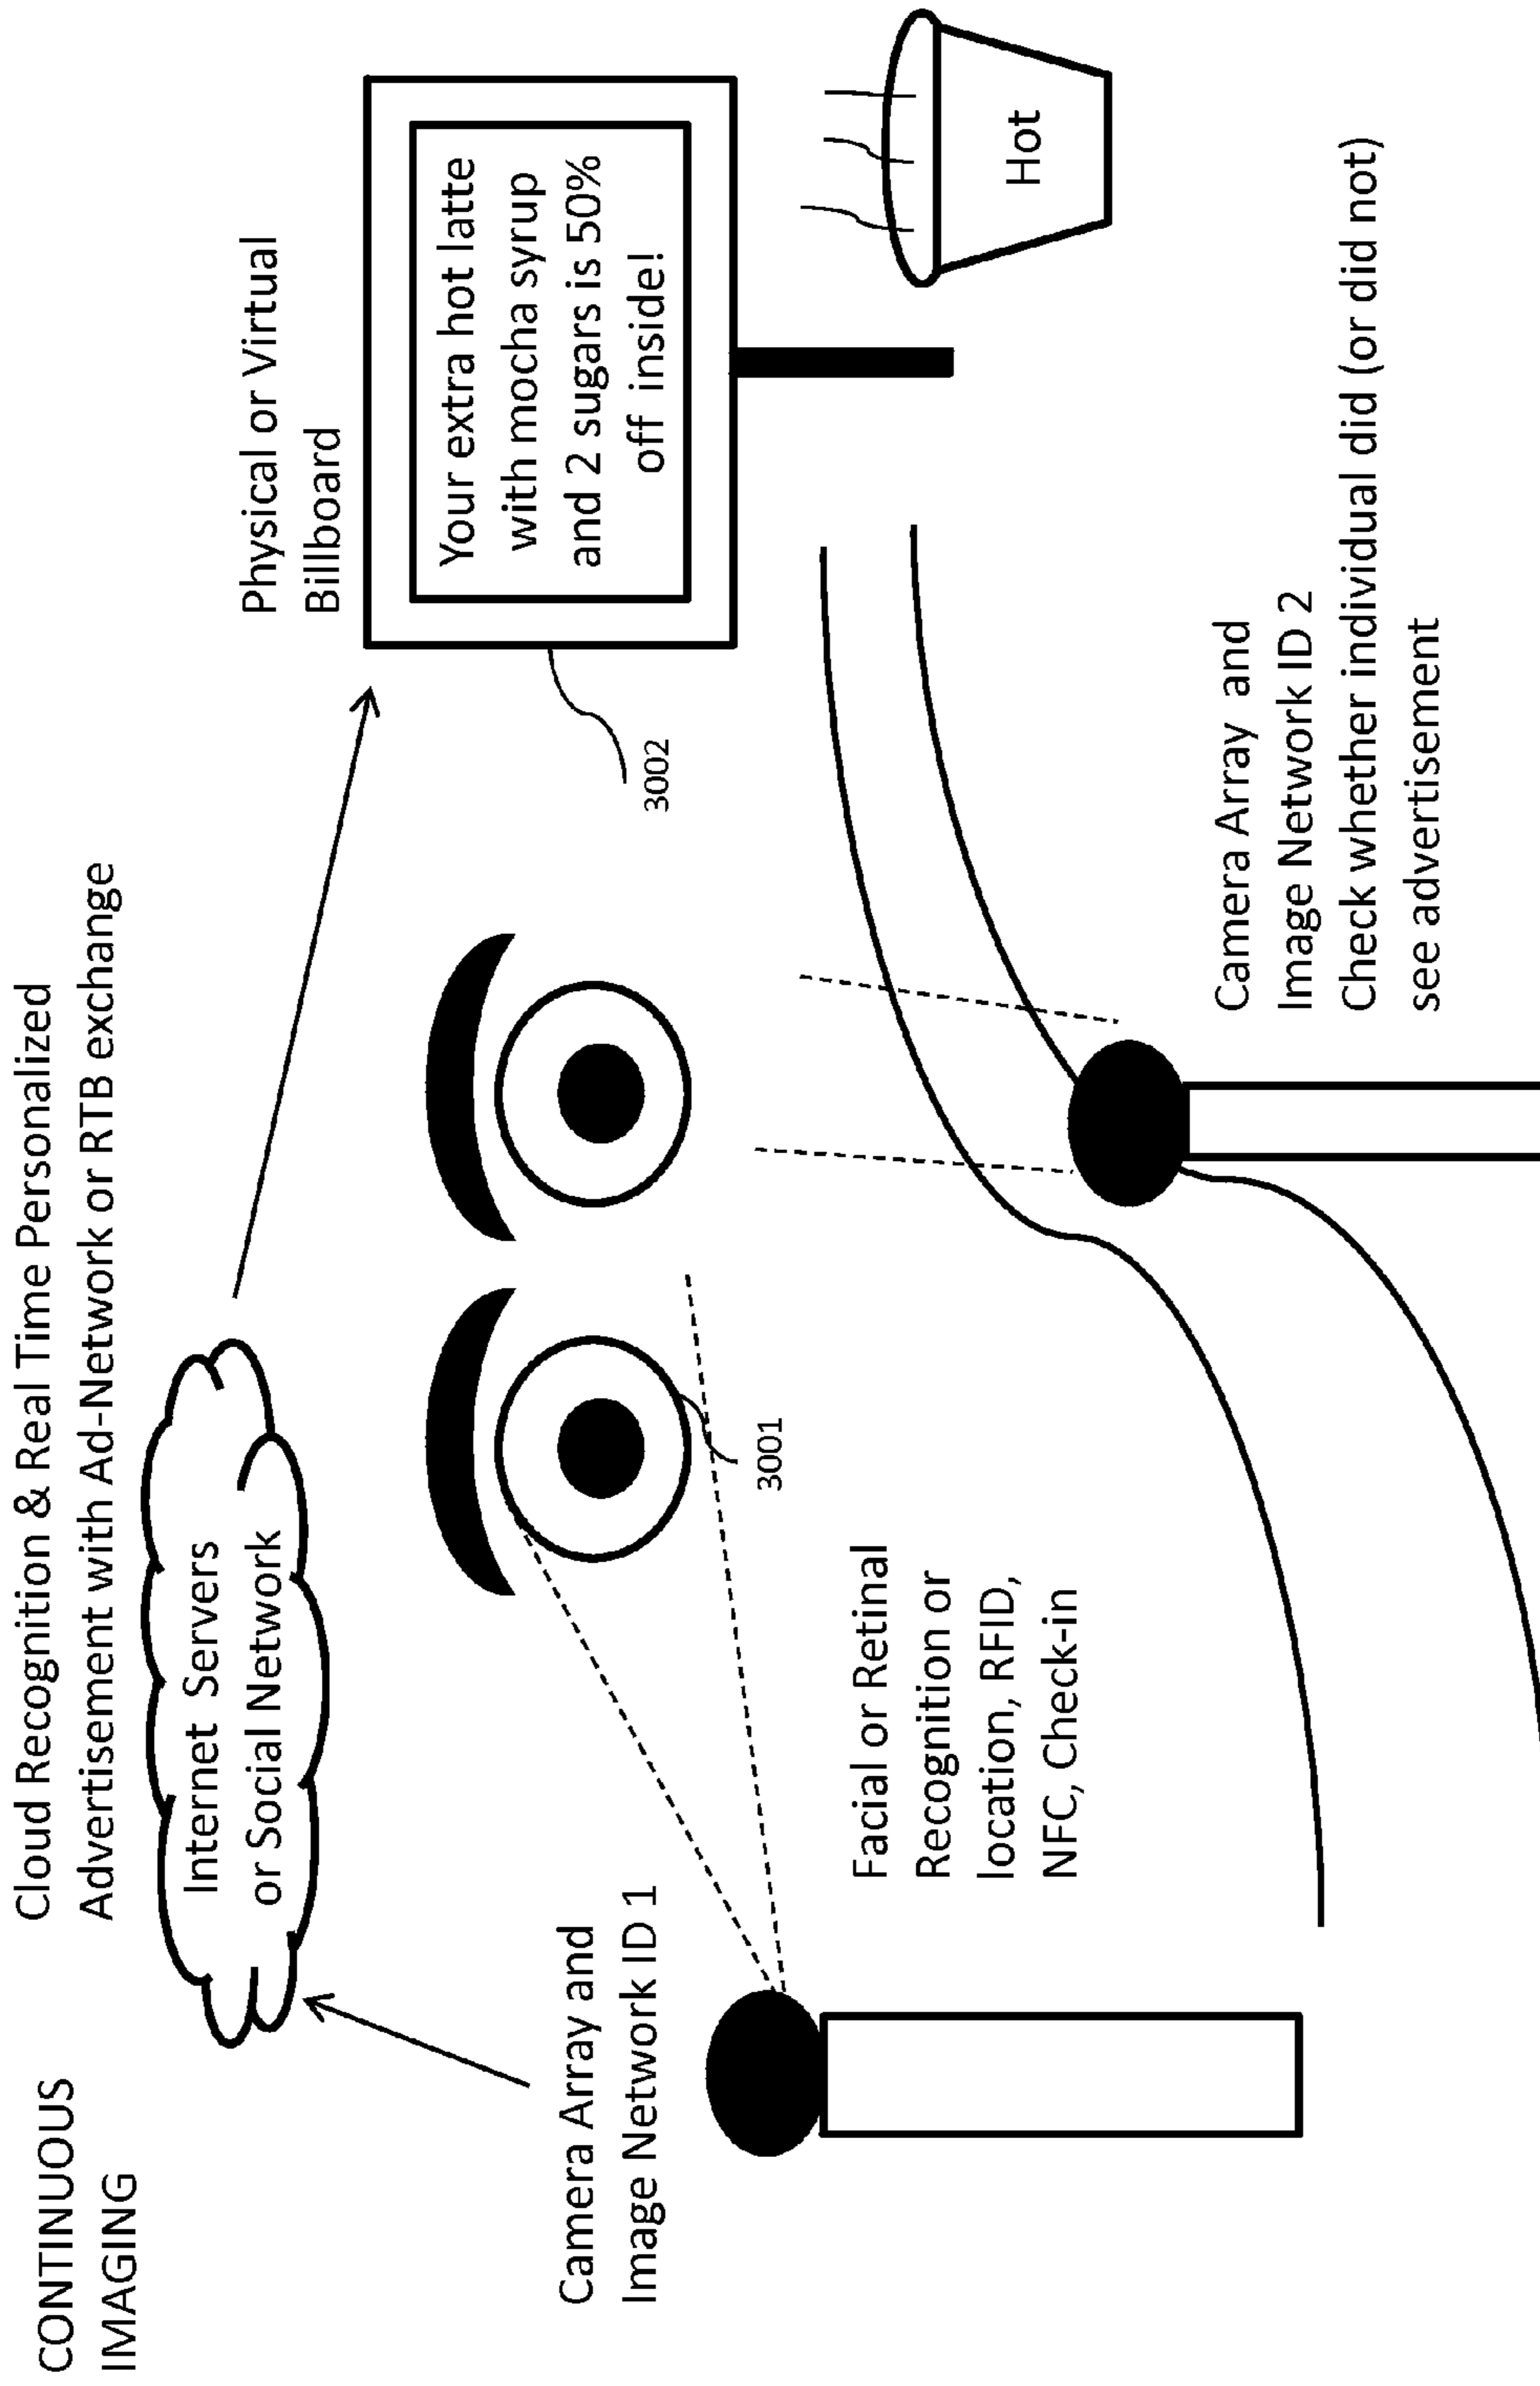 CONTINUOUS
IMAGING
Cloud Recognition & Real Time Personalized
Advertisement with Ad-Network or RTB exchange
Internet Servers
or Social Network
Physical or Virtual
Billboard
Your extra hot latte
with mocha syrup
and 2 sugars is 50%
off inside!
3002
Hot
Camera Array and
Image Network ID 1
3001
Facial or Retinal
Recognition or
location, RFID,
NFC, Check-in
Camera Array and
Image Network ID 2
Check whether individual did (or did not)
see advertisement